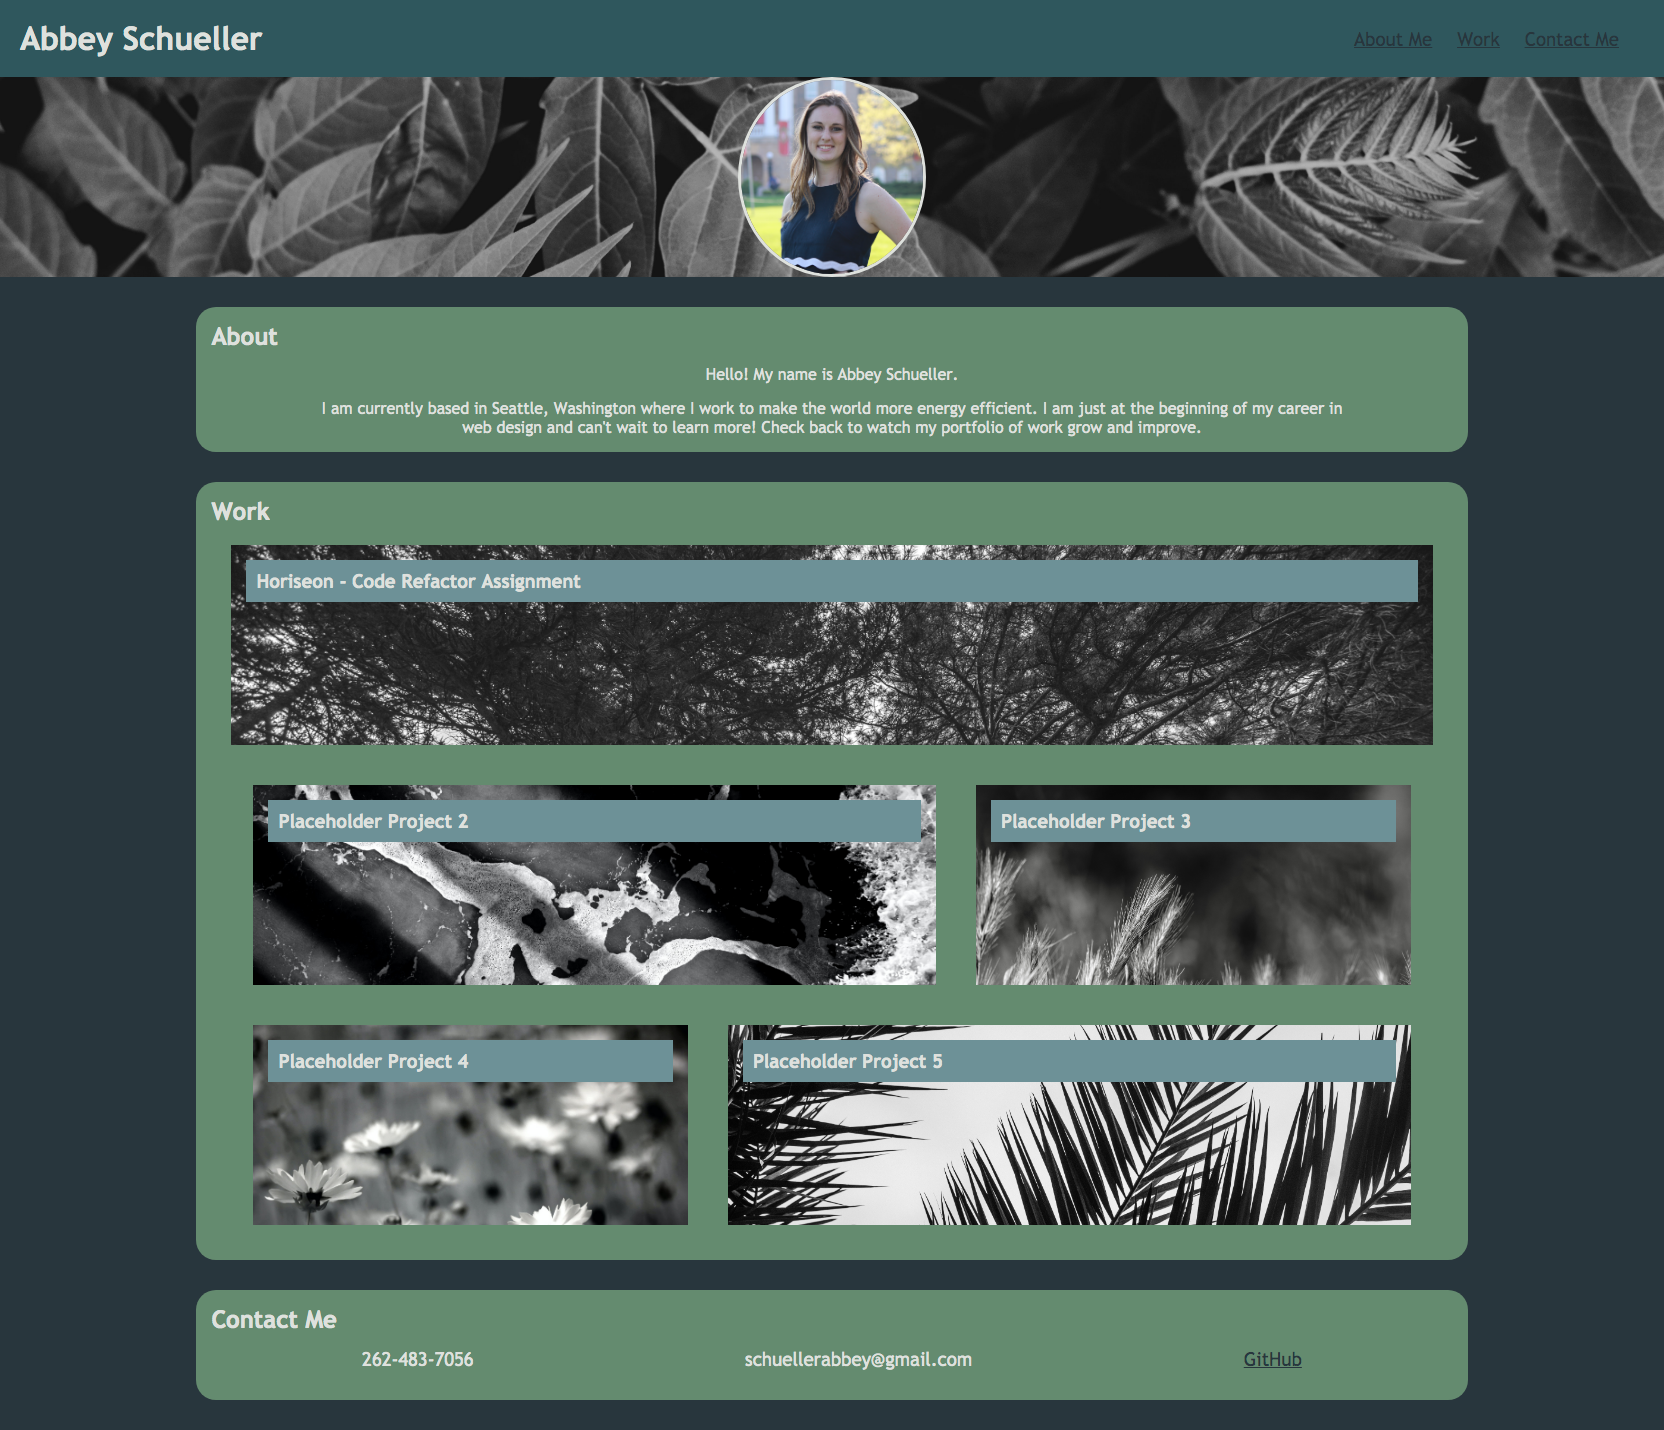 Abbey Schueller
About Me Work Contact Me
About
Hello! My name is Abbey Schueller.
I am currently based in Seattle, Washington where I work to make the world more energy efficient. I am just at the beginning of my career in
web design and can't wait to learn more! Check back to watch my portfolio of work grow and improve.
Work
Horiseon - Code Refactor Assignment
Placeholder Project 2
Placeholder Project 3
Placeholder Project 4
Placeholder Project 5
Contact Me
262-483-7056
schuellerabbey@gmail.com
GitHub